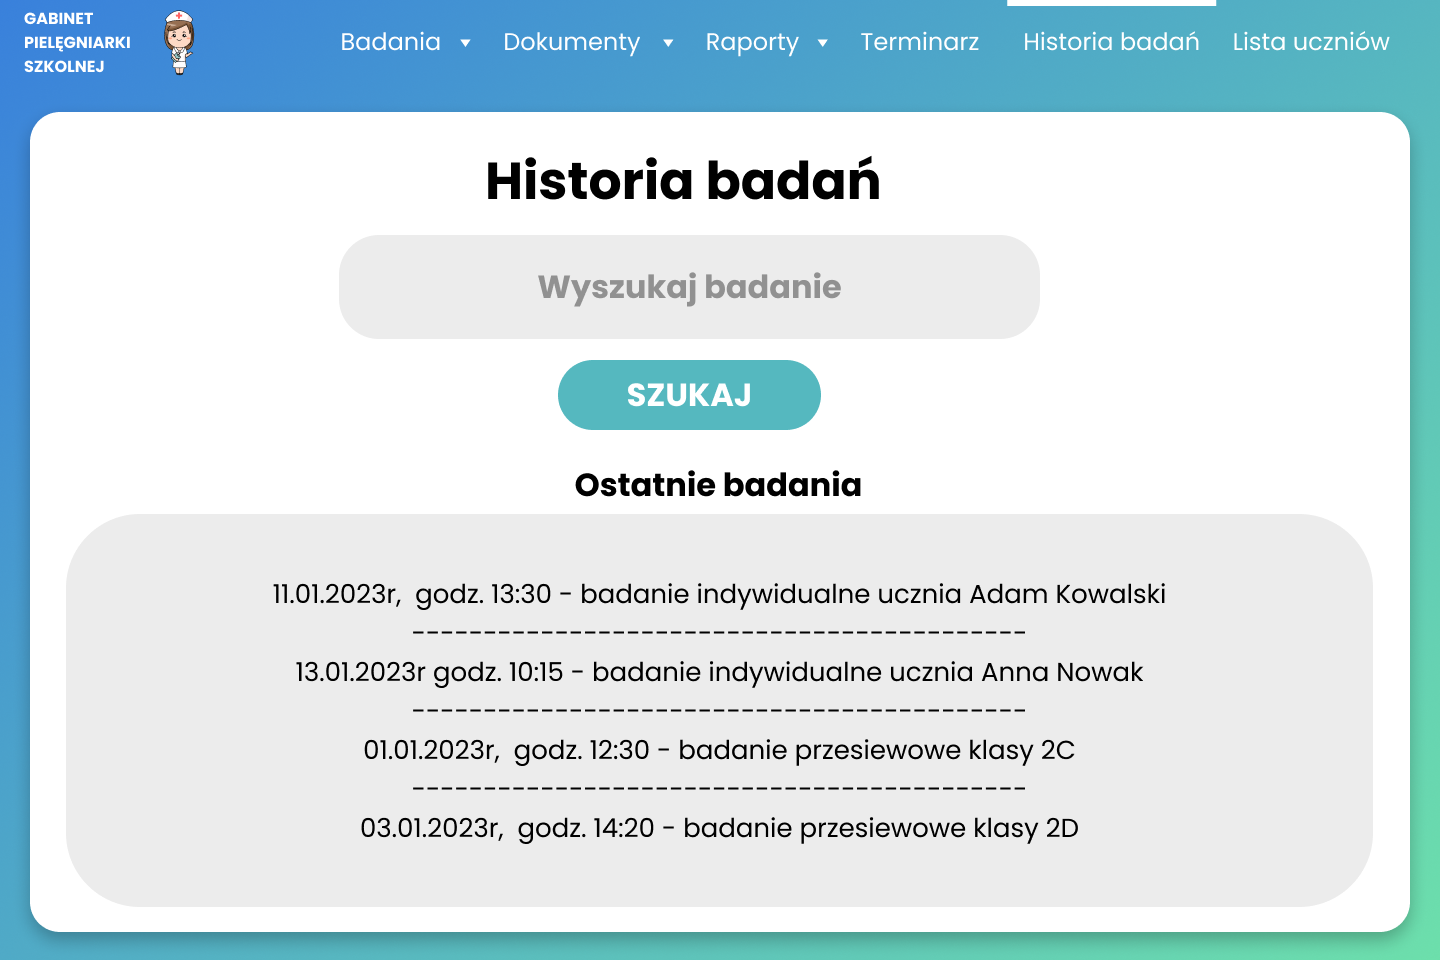 GABINET
PIELĘGNIARKI
SZKOLNEJ
Badania ▼ Dokumenty ▼ Raporty ▼ Terminarz Historia badań Lista uczniów
Historia badań
Wyszukaj badanie
SZUKAJ
Ostatnie badania
11.01.2023r,  godz. 13:30 - badanie indywidualne ucznia Adam Kowalski
-------------------------------------------
13.01.2023r godz. 10:15 - badanie indywidualne ucznia Anna Nowak
-------------------------------------------
01.01.2023r,  godz. 12:30 - badanie przesiewowe klasy 2C
-------------------------------------------
03.01.2023r,  godz. 14:20 - badanie przesiewowe klasy 2D